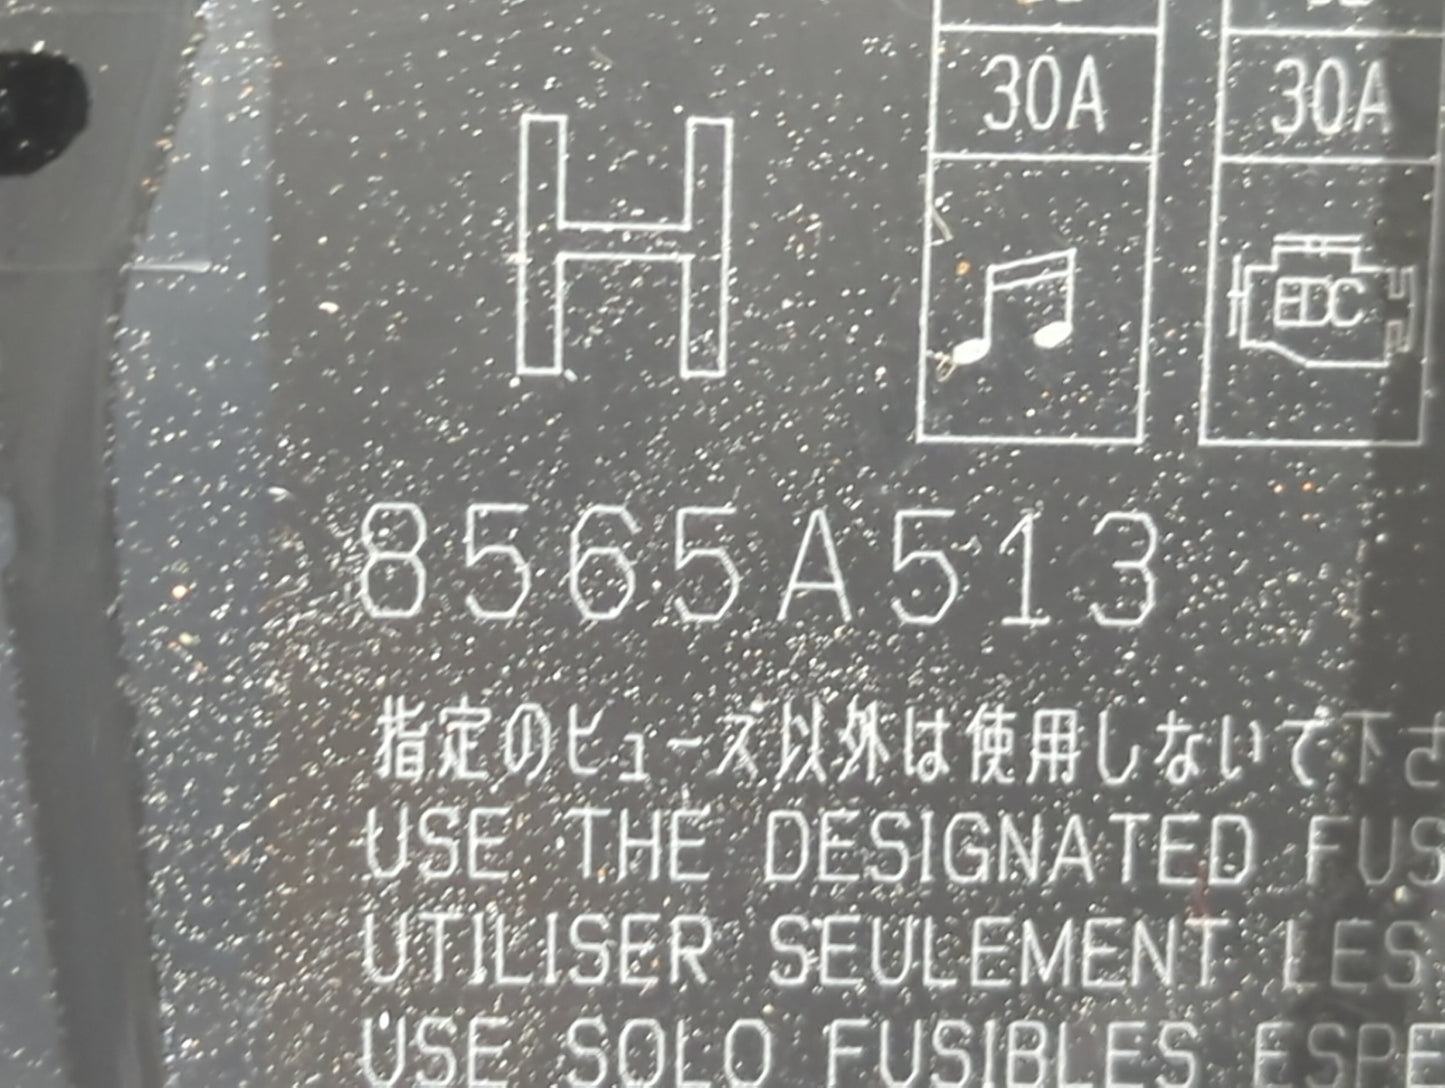 30A 30A
H
EDC
8565A513
指定のヒューズ以外は使用しないで下さ
USE THE DESIGNATED FUS
UTILISER SEULEMENT LES
USE SOLO FUSIBLES ESPE